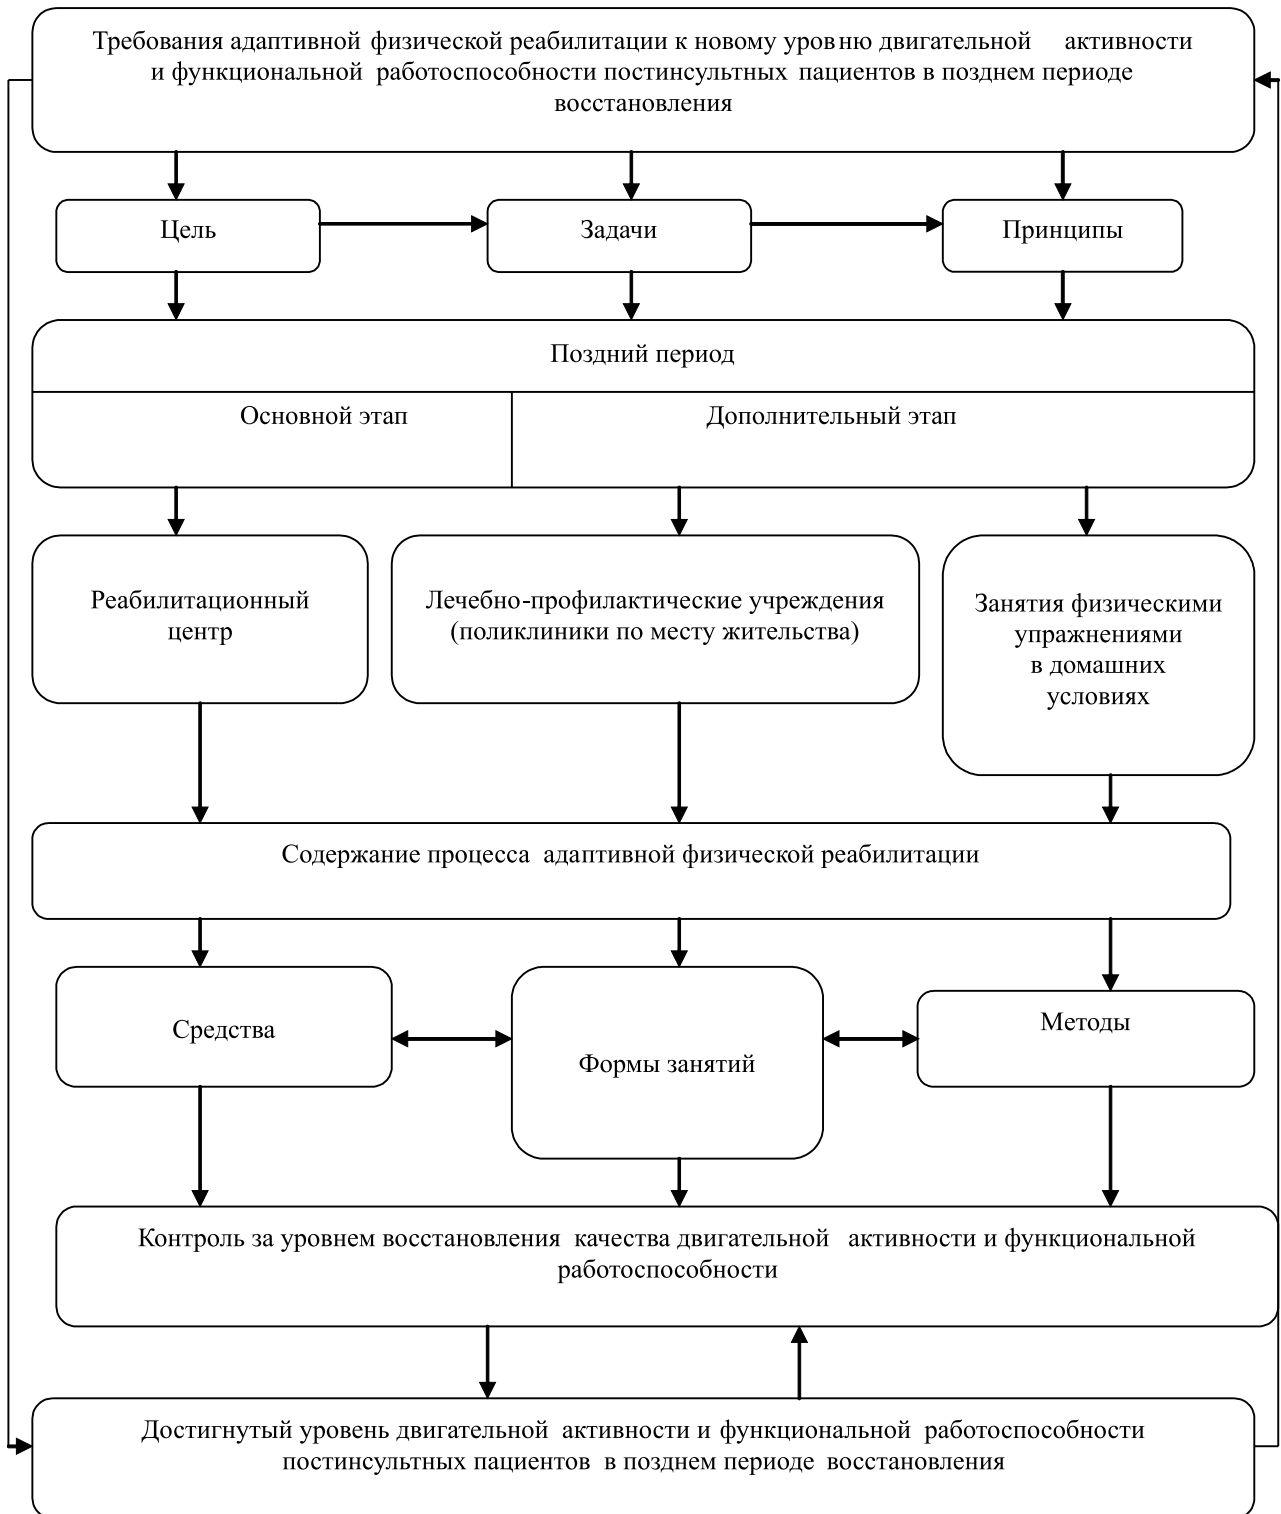 Требования адаптивной физической реабилитации к новому уровню двигательной активности
и функциональной работоспособности постинсультных пациентов в позднем периоде
восстановления
Цель
Задачи
Принципы
Поздний период
Основной этап
Дополнительный этап
Реабилитационный
центр
Лечебно-профилактические учреждения
(поликлиники по месту жительства)
Занятия физическими
упражнениями
в домашних
условиях
Содержание процесса адаптивной физической реабилитации
Средства
Формы занятий
Методы
Контроль за уровнем восстановления качества двигательной активности и функциональной
работоспособности
Достигнутый уровень двигательной активности и функциональной работоспособности
постинсультных пациентов в позднем периоде восстановления